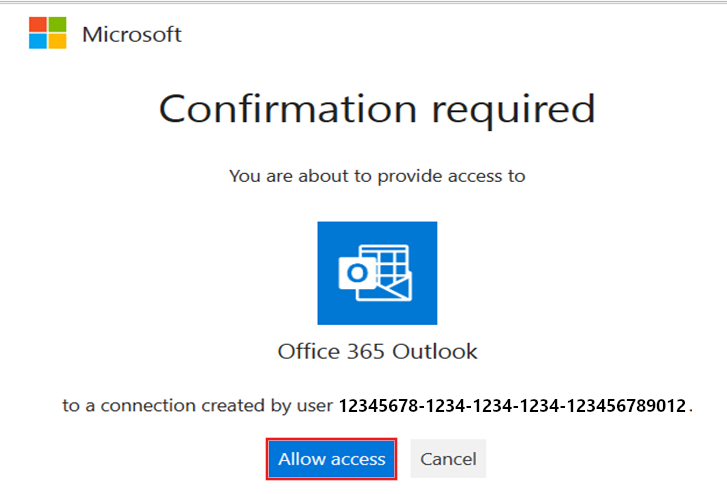 Microsoft
Confirmation required
You are about to provide access to
Office 365 Outlook
to a connection created by user 12345678-1234-1234-1234-123456789012.
Allow access Cancel